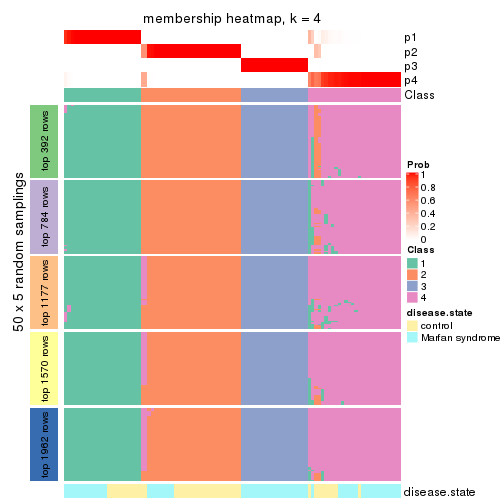 membership heatmap, k = 4
p1
p2
p3
p4
Class
50 x 5 random samplings
top 392 rows
top 784 rows
top 1177 rows
top 1570 rows
top 1962 rows
disease.state
Prob
1
0.8
0.6
0.4
0.2
0
Class
1
2
3
4
disease.state
control
Marfan syndrome